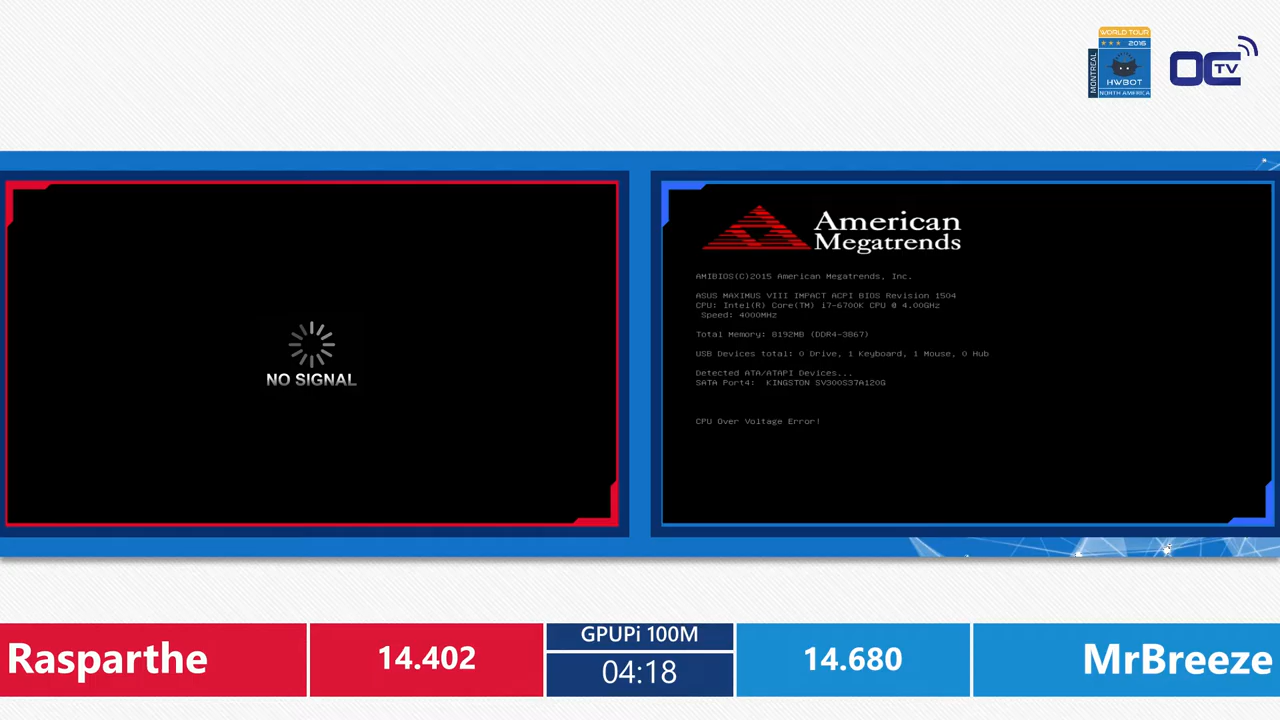 WORLD TOUR
2016
MONTREAL
HWBOT
NORTH AMERICA
OC
TV
NO SIGNAL
American
Megatrends
AMIBIOS(C)2015 American Megatrends, Inc.
ASUS MAXIMUS VIII IMPACT ACPI BIOS Revision 1504
CPU: Intel(R) Core(TM) i7-6700K CPU @ 4.00GHz
Speed: 4000MHz
Total Memory: 8192MB (DDR4-3867)
USB Devices total: 0 Drive, 1 Keyboard, 1 Mouse, 0 Hub
Detected ATA/ATAPI Devices...
SATA Port4: KINGSTON SV300S37A120G
CPU Over Voltage Error!
Rasparthe
14.402
GPUPi 100M
04:18
14.680
MrBreeze